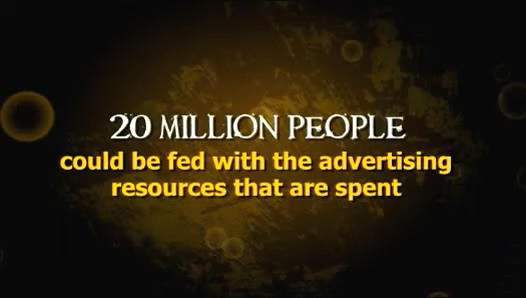 20 MILLION PEOPLE
could be fed with the advertising
resources that are spent